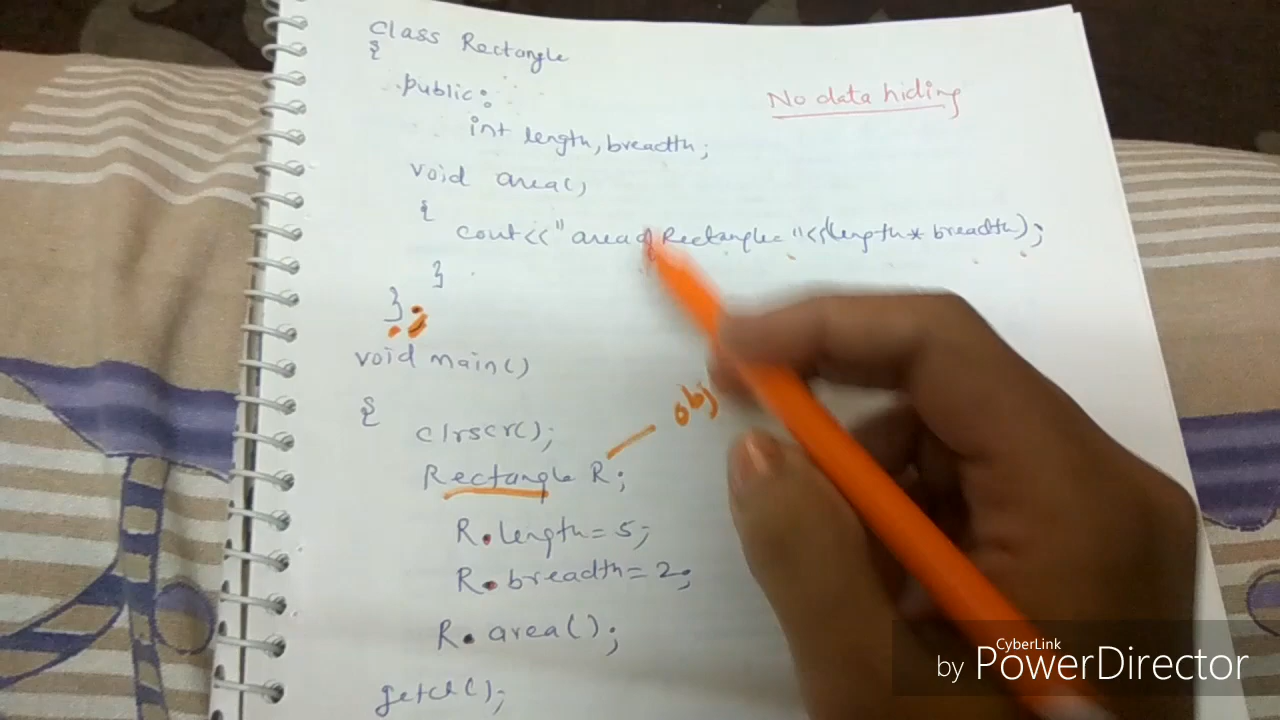 class Rectangle
{
public:
No data hiding
int length, breadth;
void area()
{
cout<<"area of Rectangle="<<(length * breadth);
}
};
void main()
{
clrscr();
obj
Rectangle R;
R.length = 5;
R.breadth = 2;
R.area();
getch();
CyberLink
by PowerDirector